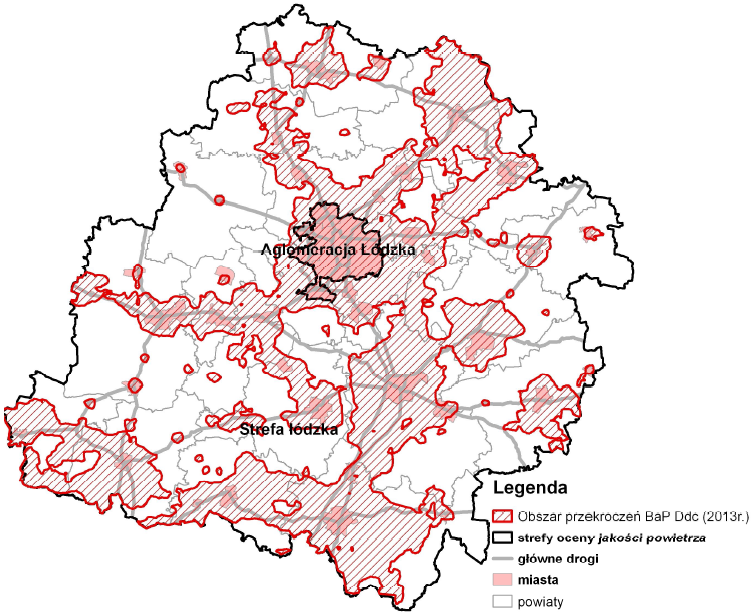 Aglomeracja Łódzka
Strefa łódzka
Legenda
Obszar przekroczeń BaP Ddc (2013r.)
strefy oceny jakości powietrza
główne drogi
miasta
powiaty